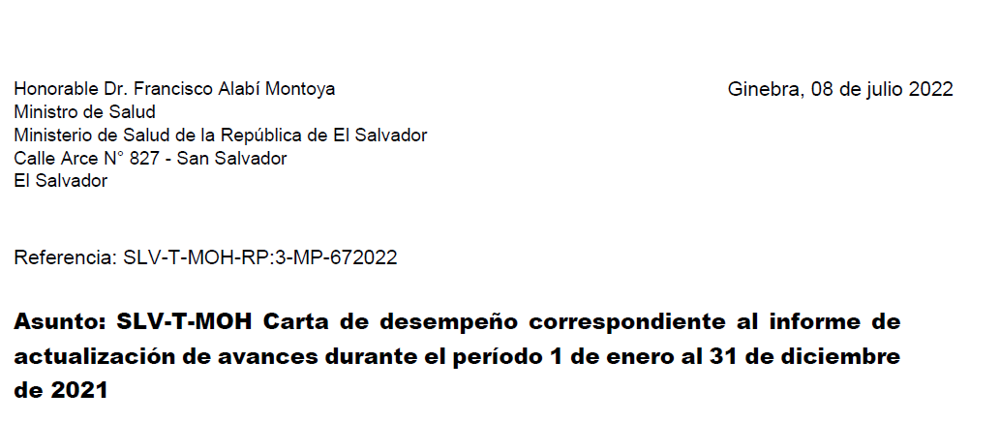 Honorable Dr. Francisco Alabí Montoya
Ginebra, 08 de julio 2022
Ministro de Salud
Ministerio de Salud de la República de El Salvador
Calle Arce N° 827 - San Salvador
El Salvador
Referencia: SLV-T-MOH-RP:3-MP-672022
Asunto: SLV-T-MOH Carta de desempeño correspondiente al informe de
actualización de avances durante el período 1 de enero al 31 de diciembre
de 2021